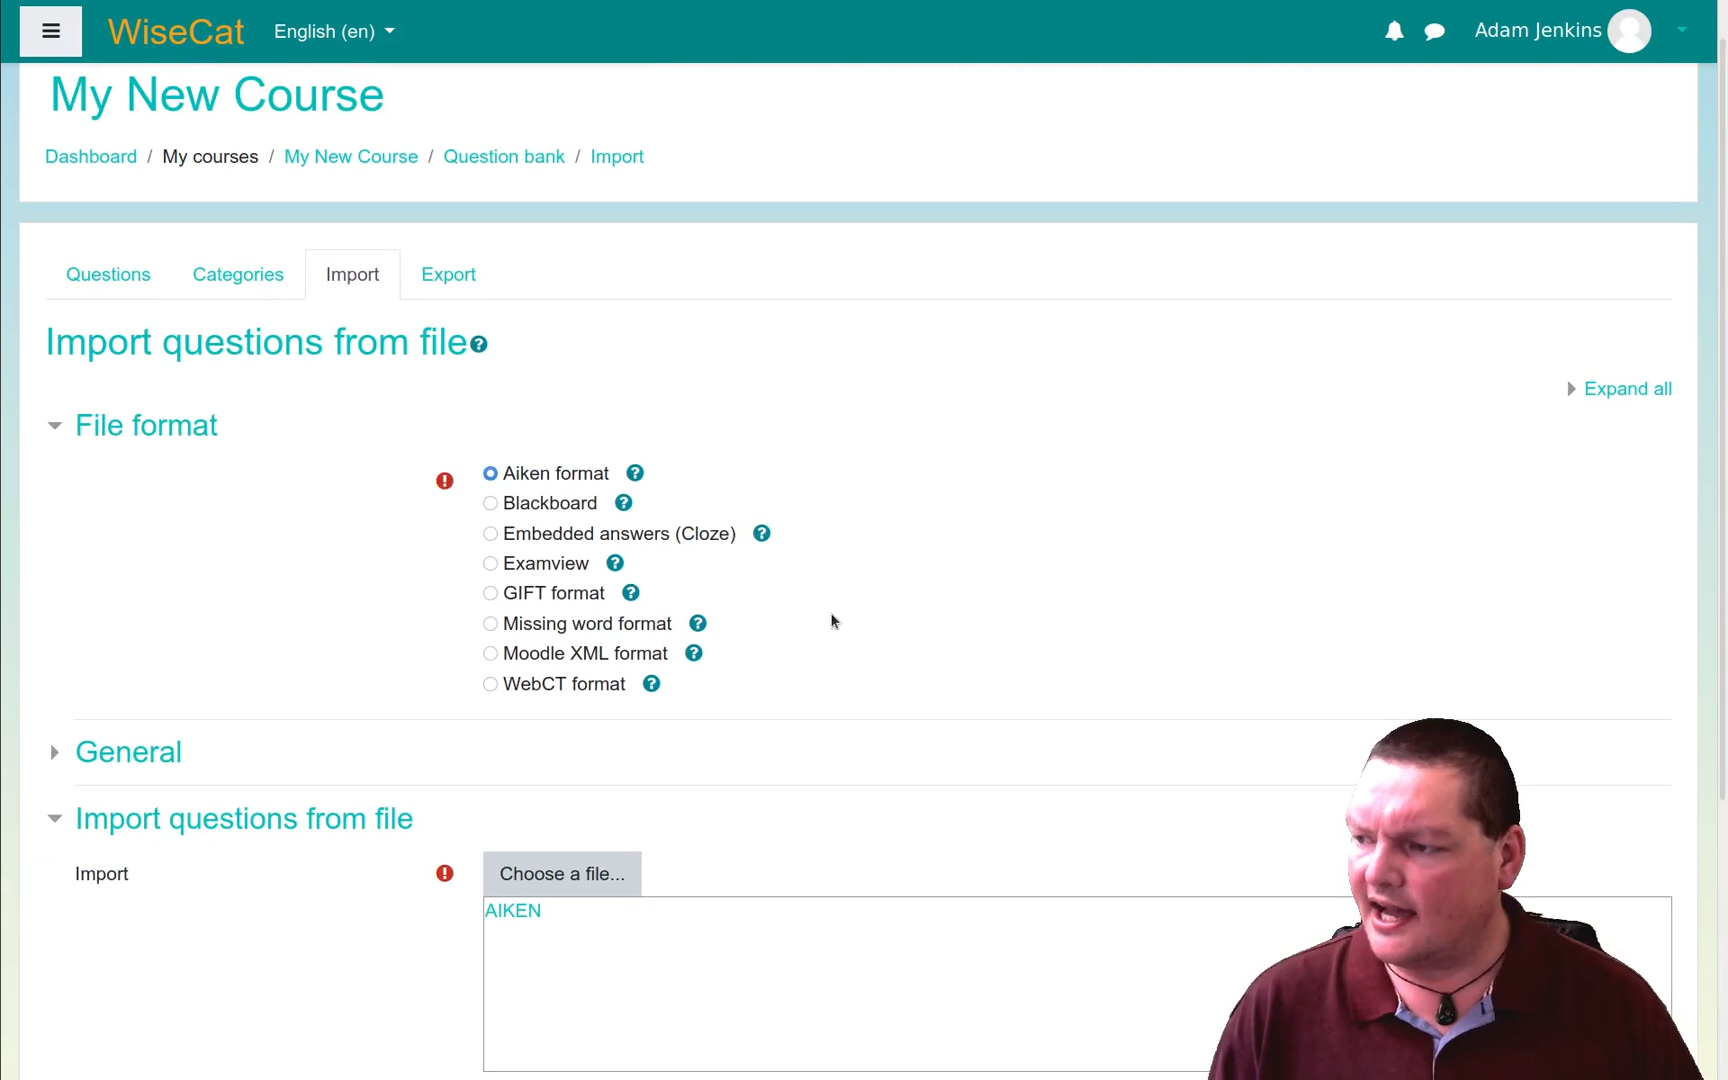 WiseCat English (en) Adam Jenkins
My New Course
Dashboard / My courses / My New Course / Question bank / Import
Questions Categories Import Export
Import questions from file
Expand all
File format
Aiken format
Blackboard
Embedded answers (Cloze)
Examview
GIFT format
Missing word format
Moodle XML format
WebCT format
General
Import questions from file
Import Choose a file...
AIKEN